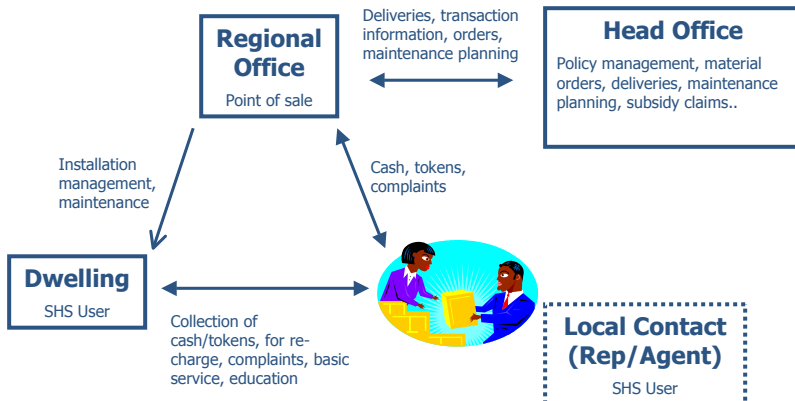 Regional
Office
Point of sale
Deliveries, transaction
information, orders,
maintenance planning
Head Office
Policy management, material
orders, deliveries, maintenance
planning, subsidy claims..
Installation
management,
maintenance
Cash, tokens,
complaints
Dwelling
SHS User
Collection of
cash/tokens, for re-
charge, complaints, basic
service, education
Local Contact
(Rep/Agent)
SHS User